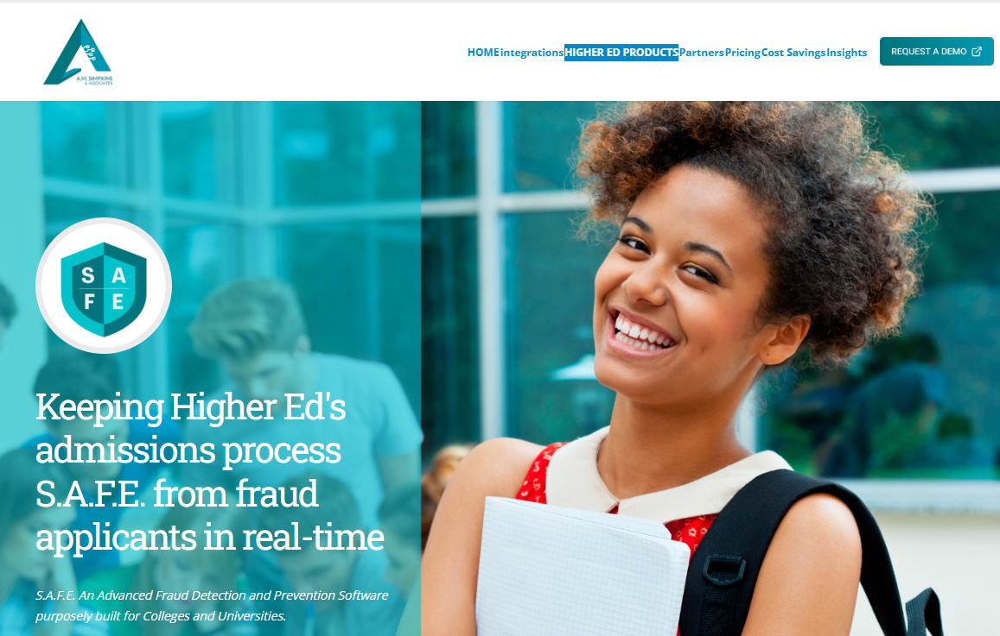 A.M. SIMPKINS
& ASSOCIATES
HOME integrations HIGHER ED PRODUCTS Partners Pricing Cost Savings Insights
REQUEST A DEMO
S A
F E
Keeping Higher Ed's
admissions process
S.A.F.E. from fraud
applicants in real-time
S.A.F.E. An Advanced Fraud Detection and Prevention Software
purposely built for Colleges and Universities.